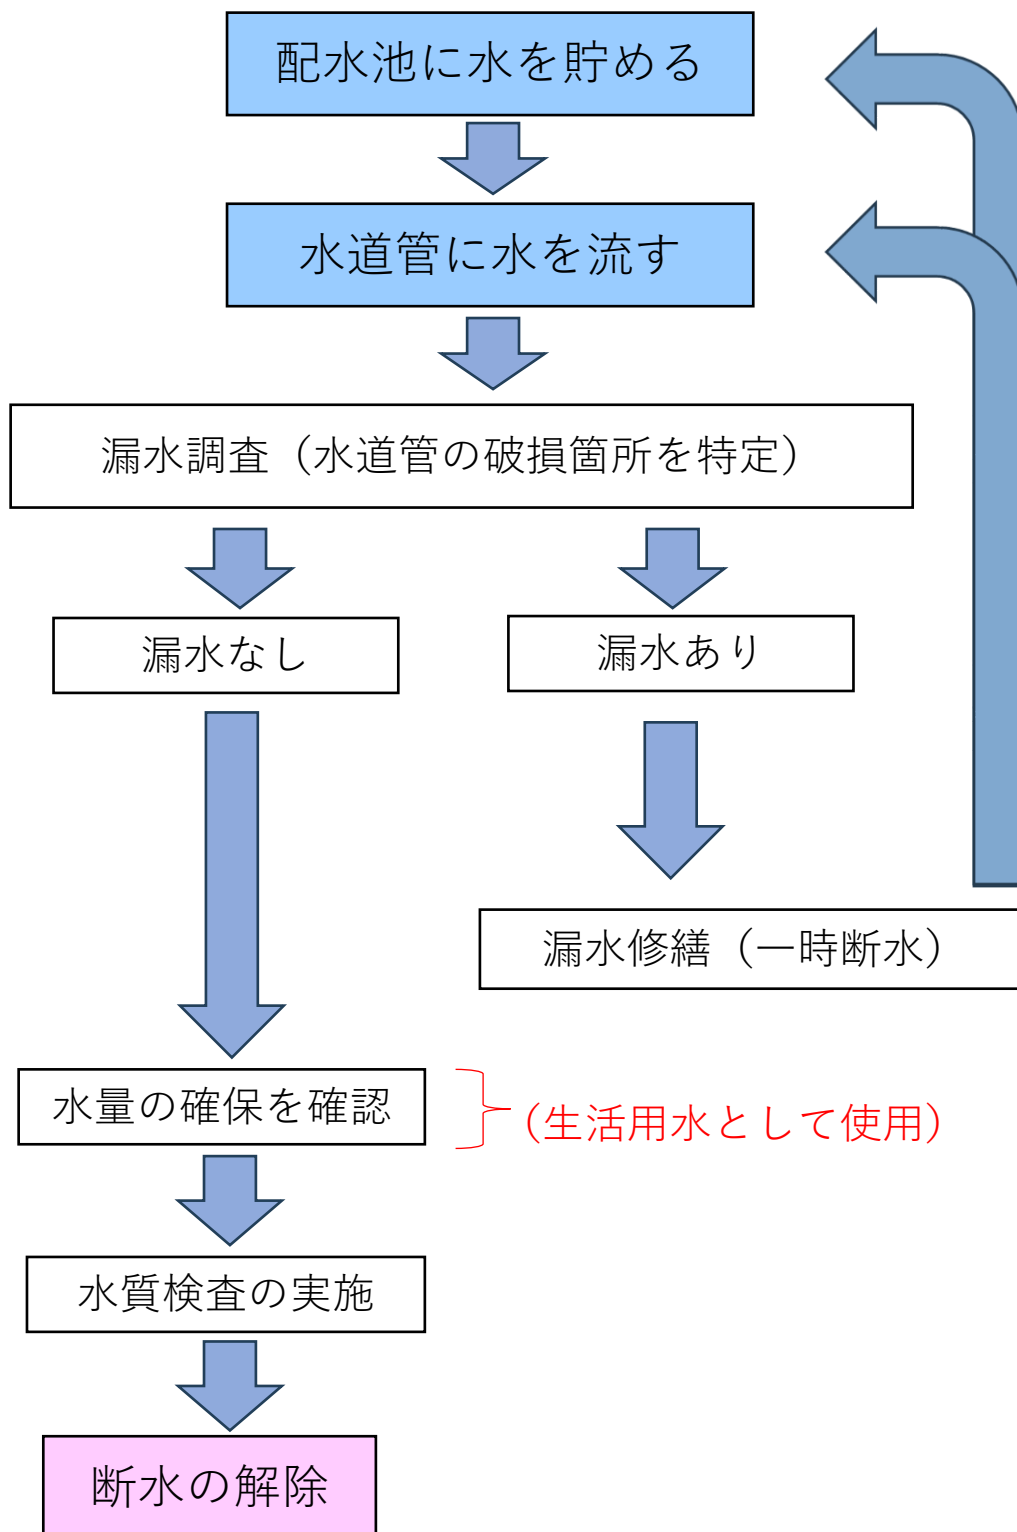 配水池に水を貯める
水道管に水を流す
漏水調査（水道管の破損箇所を特定）
漏水なし
漏水あり
漏水修繕（一時断水）
水量の確保を確認
（生活用水として使用）
水質検査の実施
断水の解除